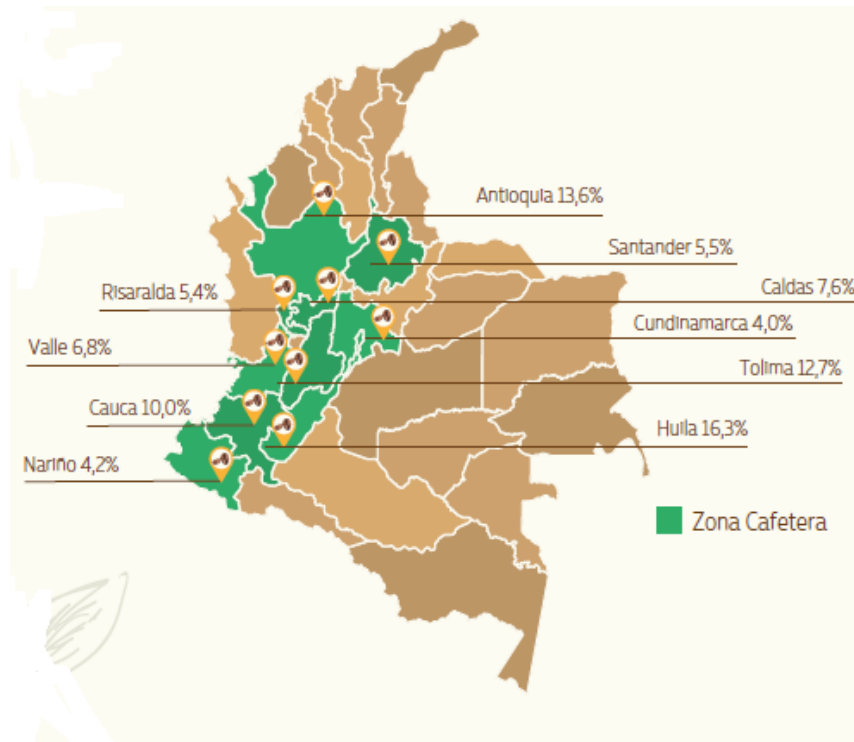 Antioquia 13,6%
Santander 5,5%
Risaralda 5,4%
Caldas 7,6%
Cundinamarca 4,0%
Valle 6,8%
Tolima 12,7%
Cauca 10,0%
Huila 16,3%
Nariño 4,2%
Zona Cafetera